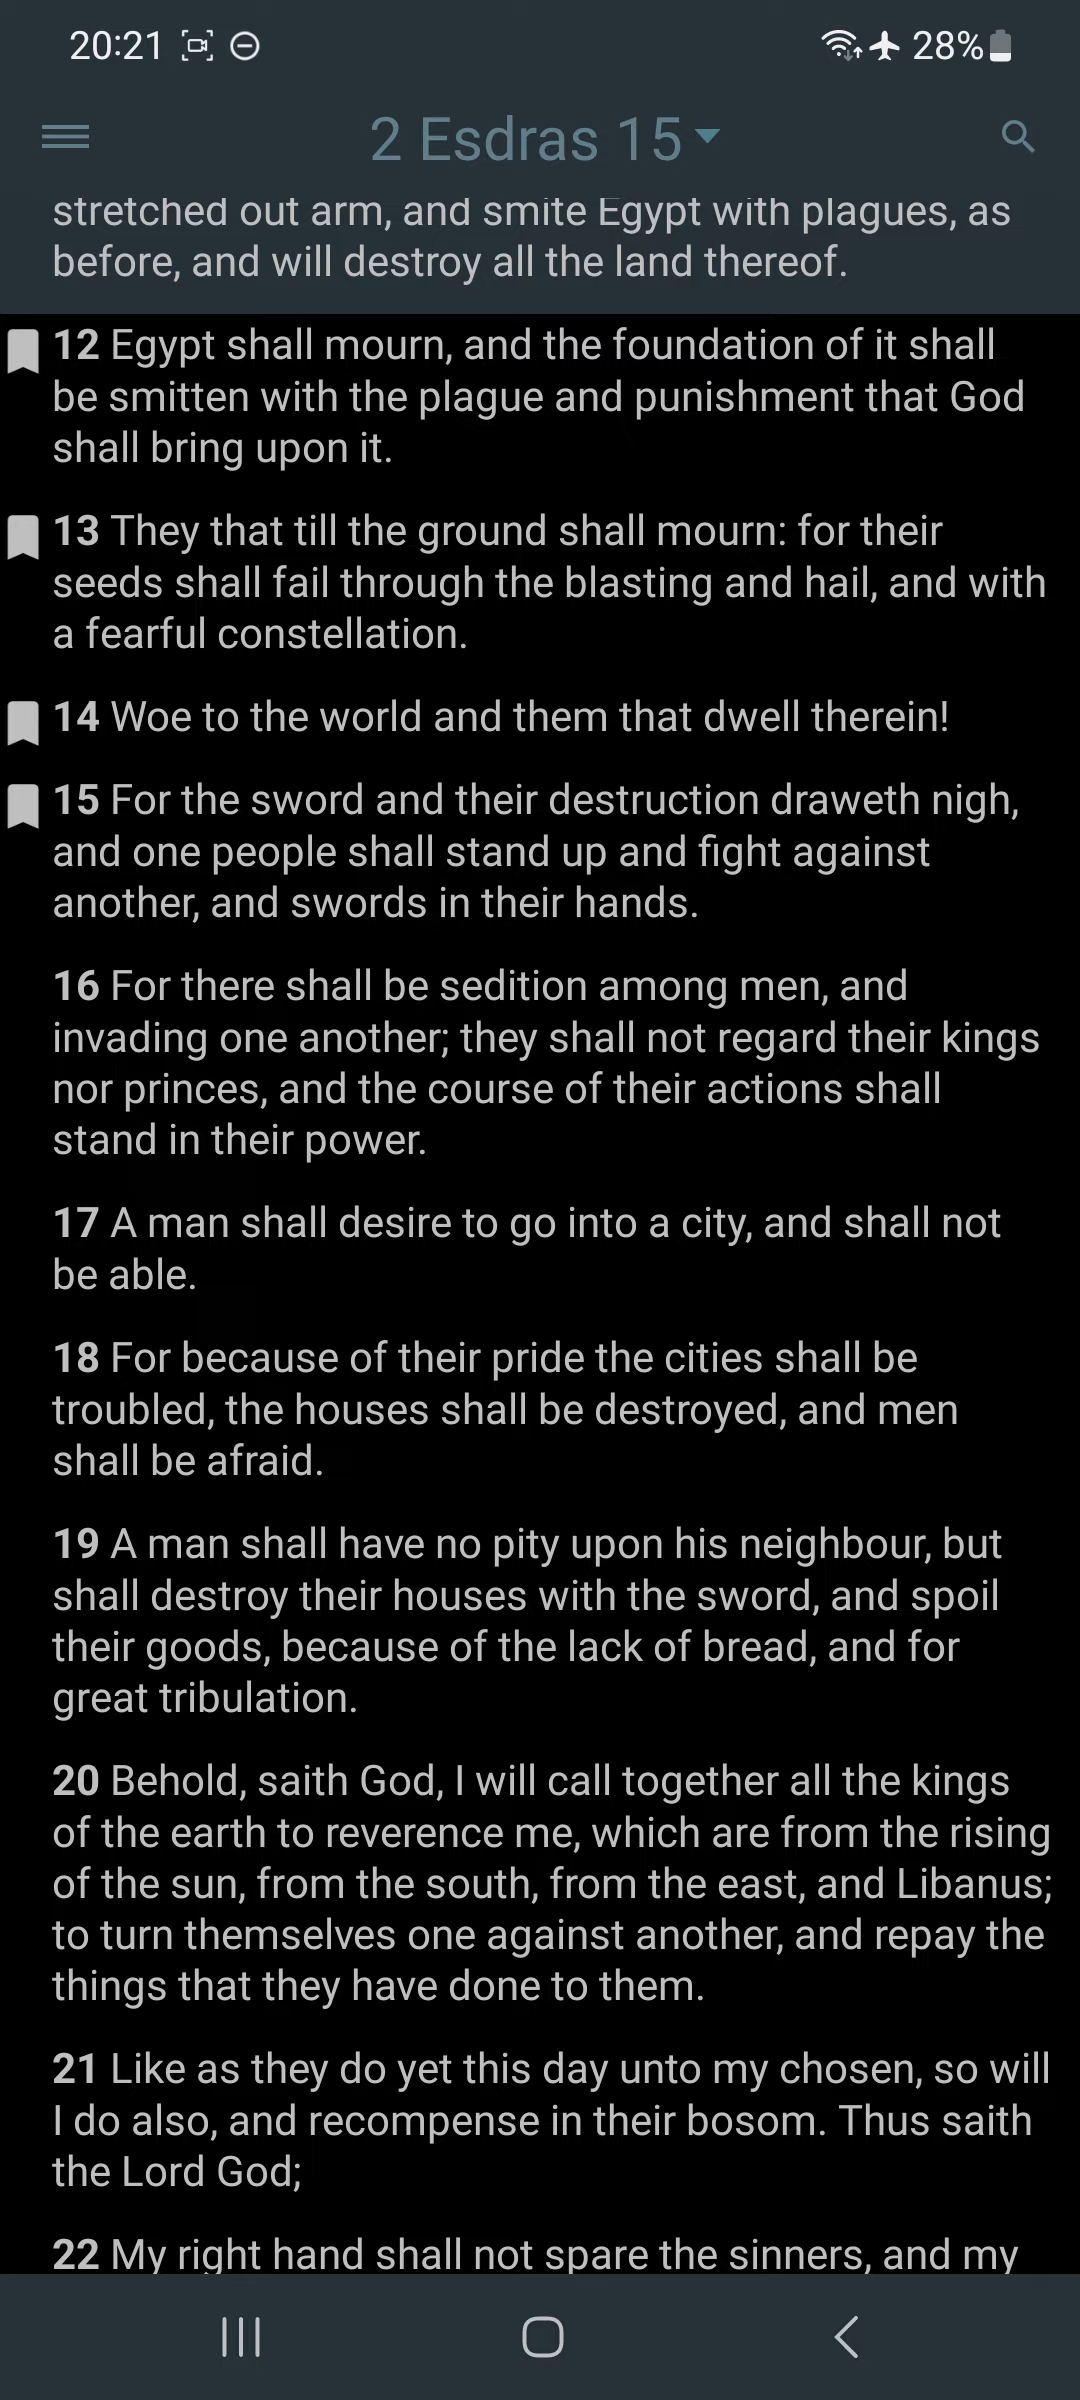 20:21 28%
2 Esdras 15
stretched out arm, and smite Egypt with plagues, as
before, and will destroy all the land thereof.
12 Egypt shall mourn, and the foundation of it shall
be smitten with the plague and punishment that God
shall bring upon it.
13 They that till the ground shall mourn: for their
seeds shall fail through the blasting and hail, and with
a fearful constellation.
14 Woe to the world and them that dwell therein!
15 For the sword and their destruction draweth nigh,
and one people shall stand up and fight against
another, and swords in their hands.
16 For there shall be sedition among men, and
invading one another; they shall not regard their kings
nor princes, and the course of their actions shall
stand in their power.
17 A man shall desire to go into a city, and shall not
be able.
18 For because of their pride the cities shall be
troubled, the houses shall be destroyed, and men
shall be afraid.
19 A man shall have no pity upon his neighbour, but
shall destroy their houses with the sword, and spoil
their goods, because of the lack of bread, and for
great tribulation.
20 Behold, saith God, I will call together all the kings
of the earth to reverence me, which are from the rising
of the sun, from the south, from the east, and Libanus;
to turn themselves one against another, and repay the
things that they have done to them.
21 Like as they do yet this day unto my chosen, so will
I do also, and recompense in their bosom. Thus saith
the Lord God;
22 My right hand shall not spare the sinners, and my